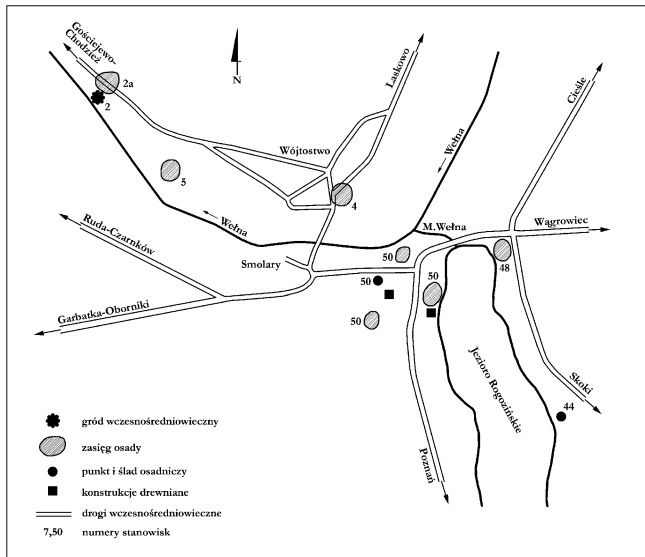 Gościejewo-
Chodzież
2a
2
N
Laskowo
Cieśle
Wójtostwo
Wełna
5
4
Wełna
M.Wełna
Wągrowiec
Ruda-Czarnków
Smolary
50
48
50
50
Garbatka-Oborniki
50
Jezioro Rogozińskie
Skoki
44
Poznań
gród wczesnośredniowieczny
zasięg osady
punkt i ślad osadniczy
konstrukcje drewniane
drogi wczesnośredniowieczne
7,50 numery stanowisk